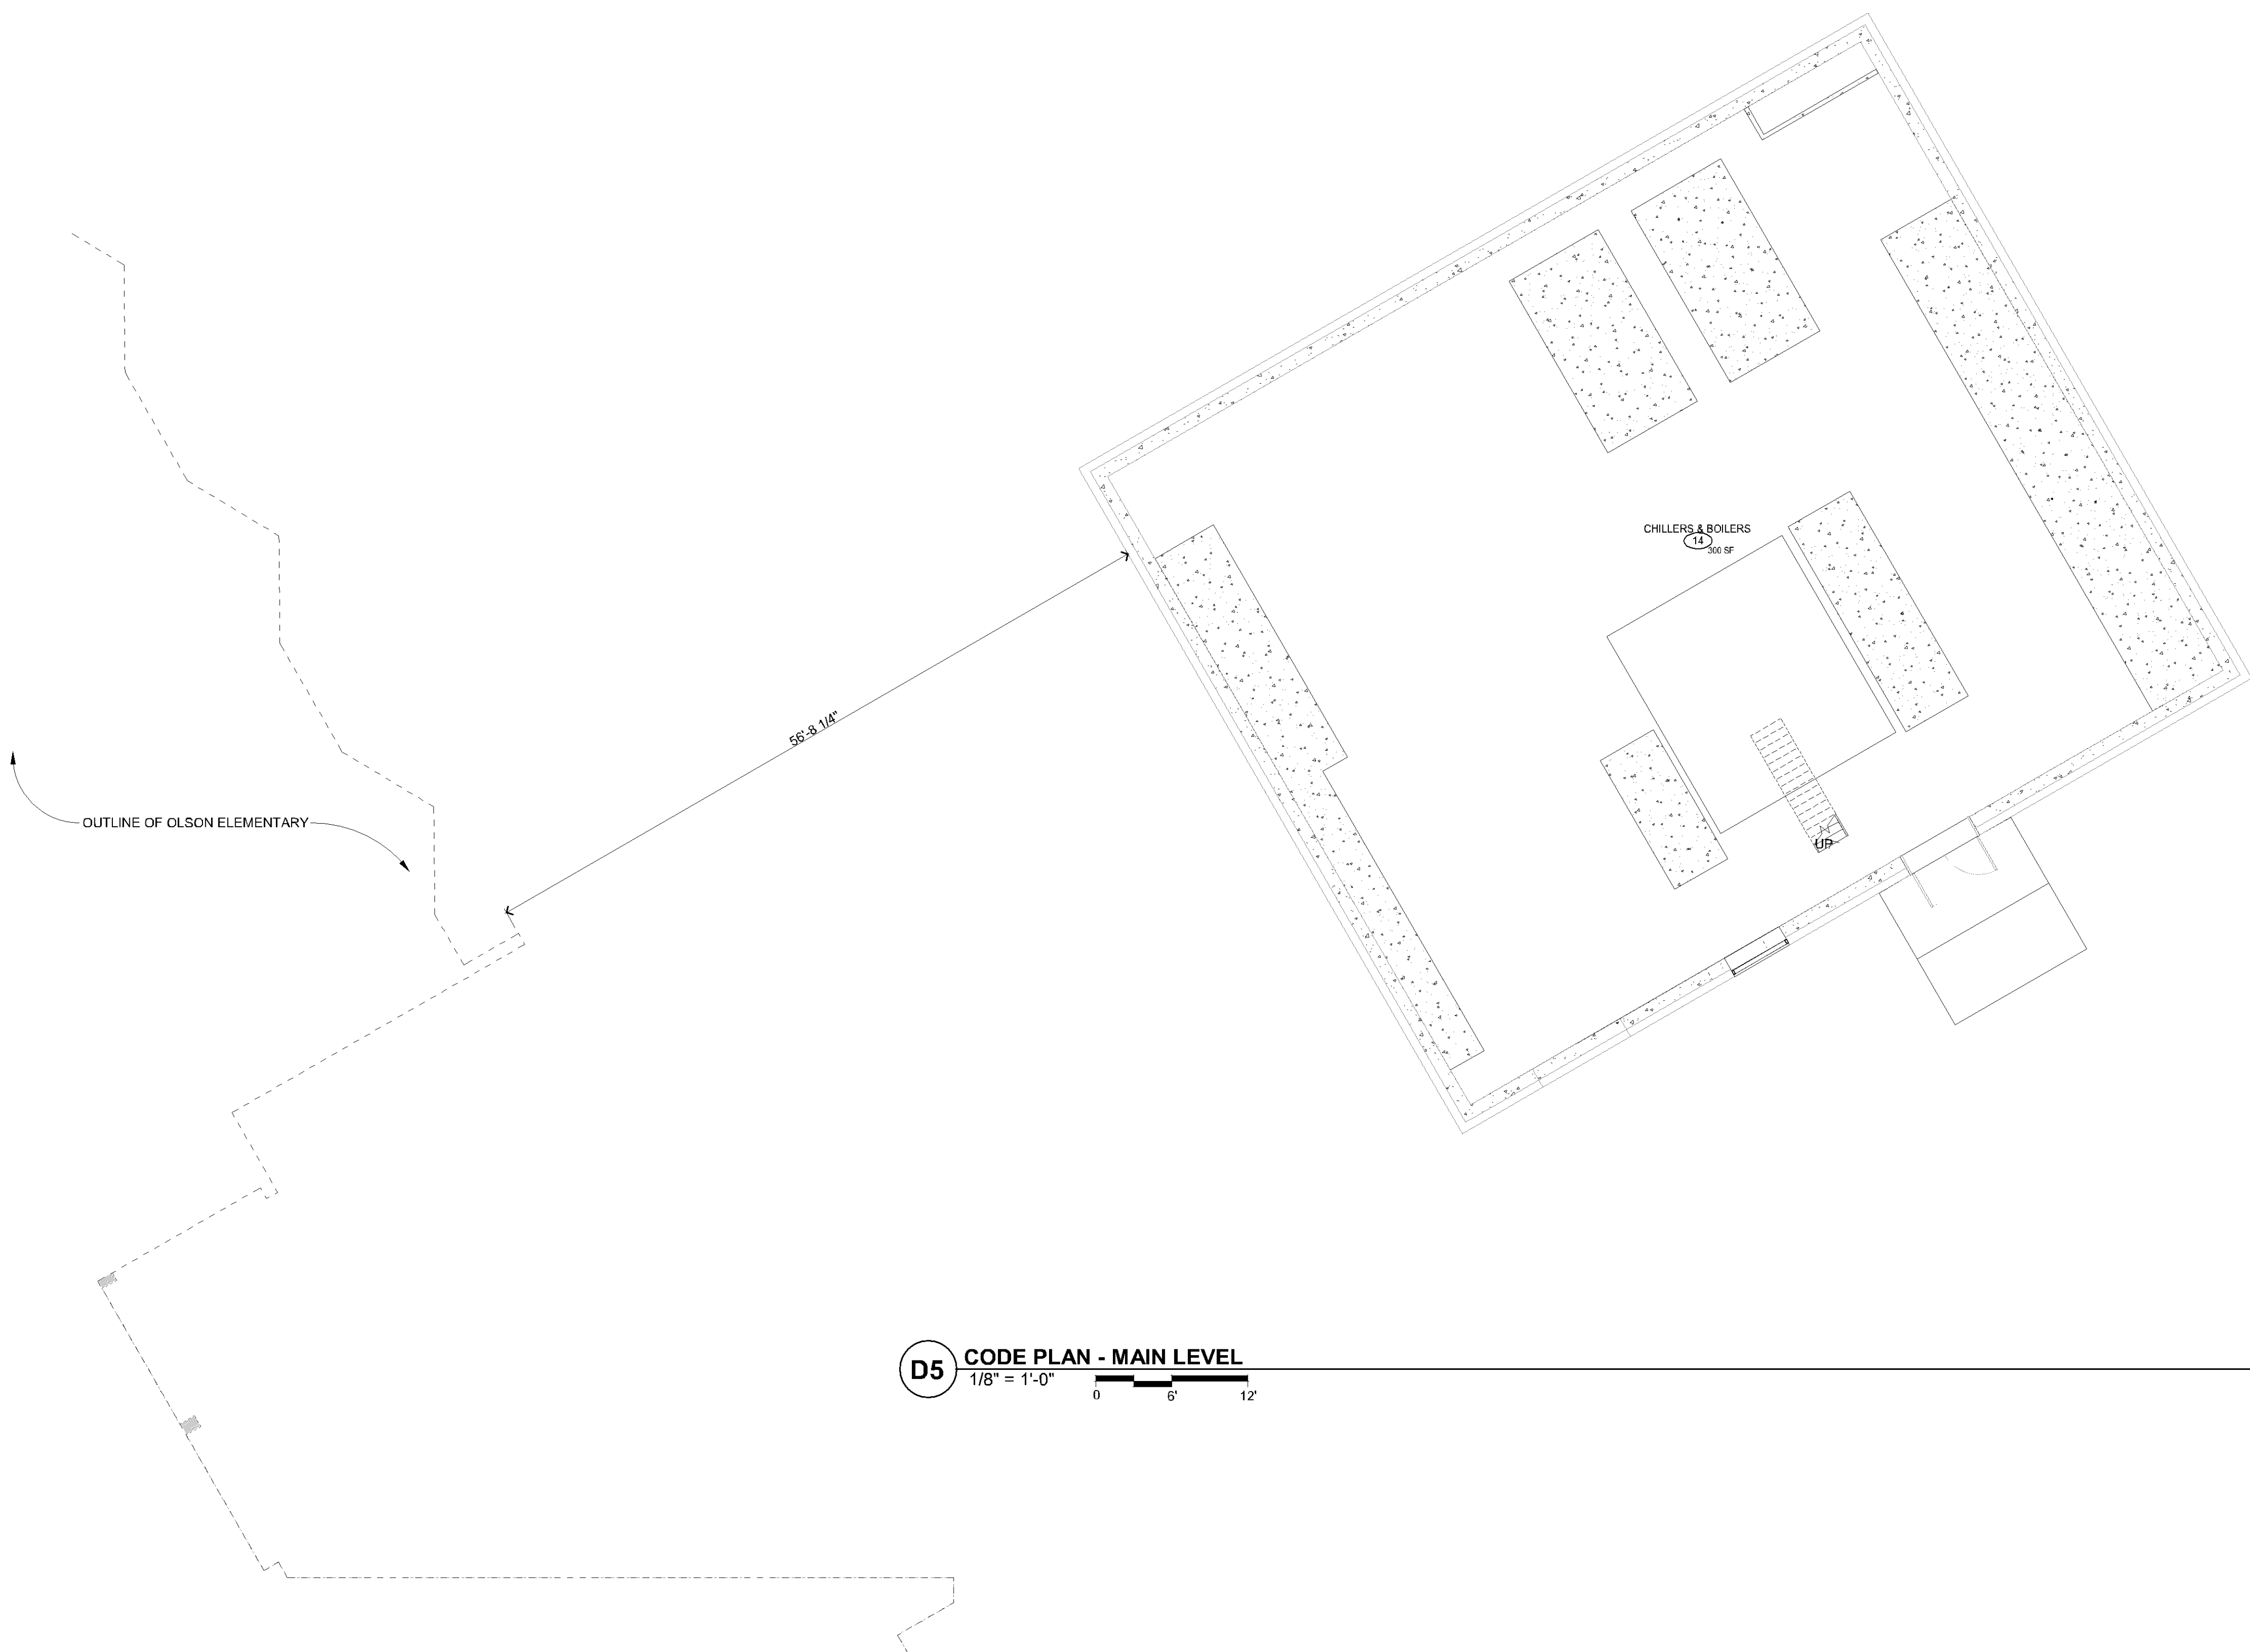 CHILLERS & BOILERS
14
300 SF
56'-8 1/4"
OUTLINE OF OLSON ELEMENTARY
UP
D5
CODE PLAN - MAIN LEVEL
1/8" = 1'-0"
0 6' 12'